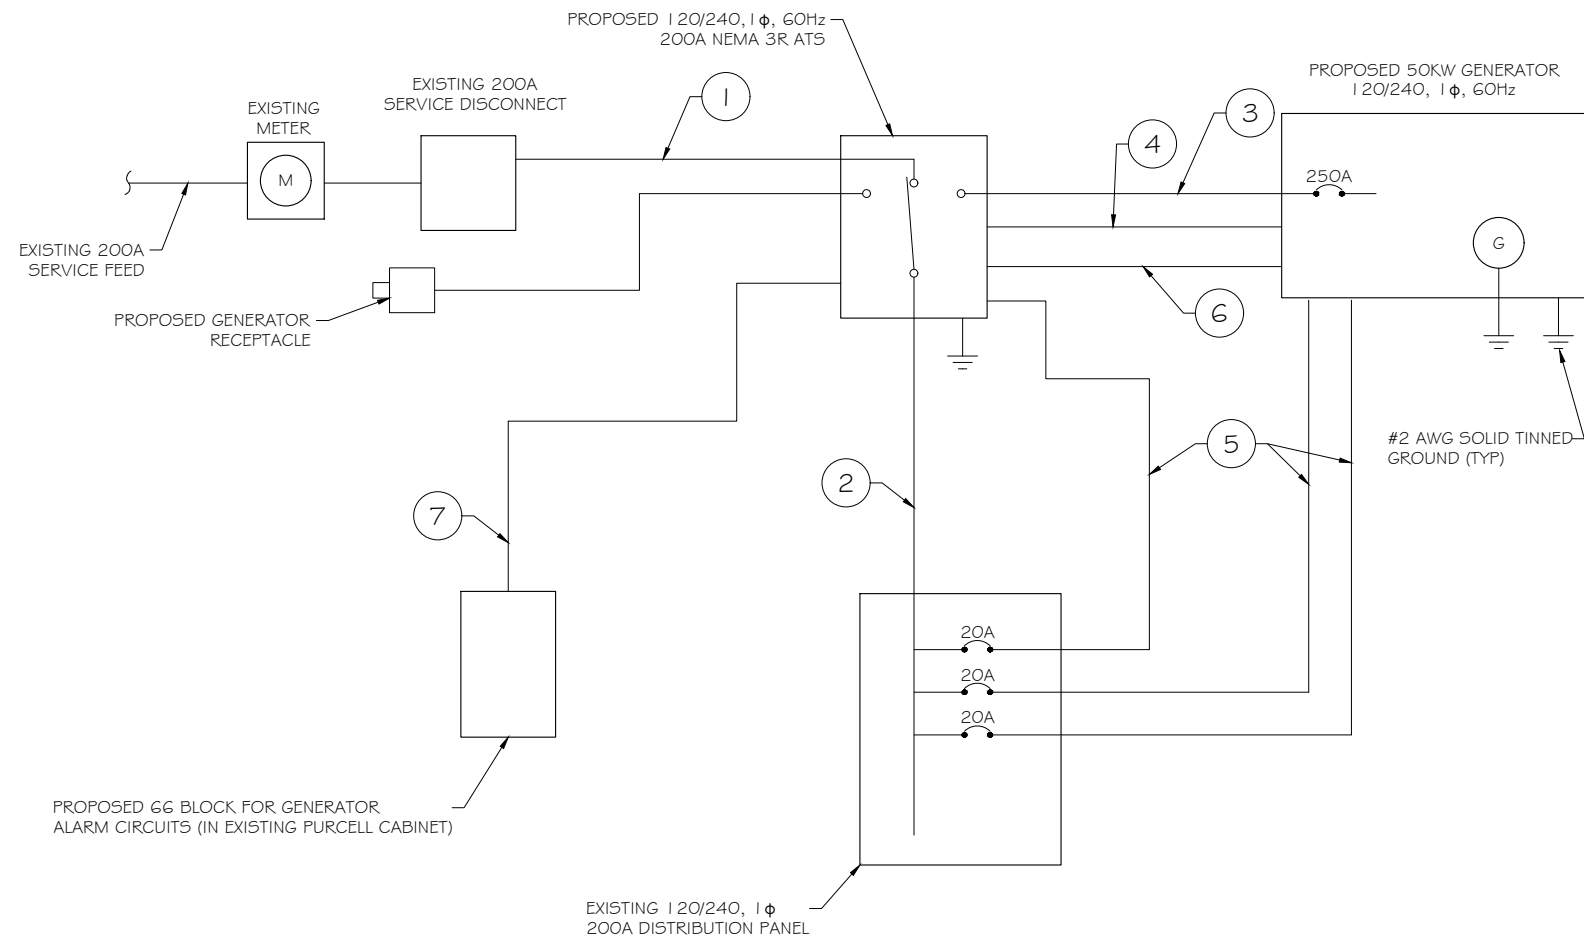 PROPOSED 120/240, 1ϕ, 60Hz
200A NEMA 3R ATS
EXISTING 200A
SERVICE DISCONNECT
1
EXISTING
METER
M
PROPOSED 50KW GENERATOR
120/240, 1ϕ, 60Hz
3
4
250A
G
EXISTING 200A
SERVICE FEED
PROPOSED GENERATOR
RECEPTACLE
6
#2 AWG SOLID TINNED
GROUND (TYP)
5
2
7
20A
20A
20A
PROPOSED 66 BLOCK FOR GENERATOR
ALARM CIRCUITS (IN EXISTING PURCELL CABINET)
EXISTING 120/240, 1ϕ
200A DISTRIBUTION PANEL